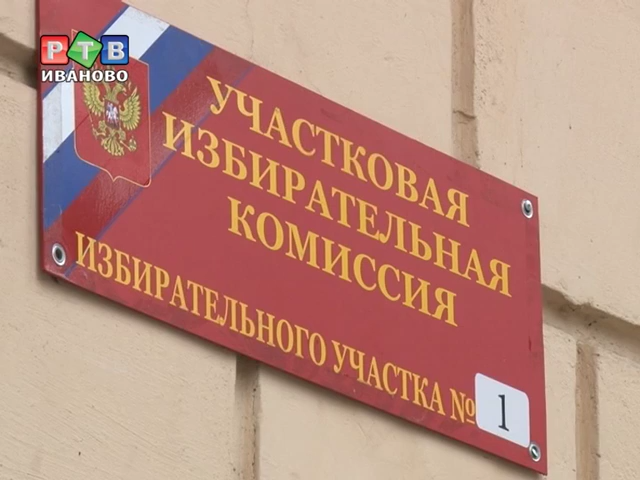 РТВ
ИВАНОВО
УЧАСТКОВАЯ
ИЗБИРАТЕЛЬНАЯ
КОМИССИЯ
ИЗБИРАТЕЛЬНОГО УЧАСТКА № 1